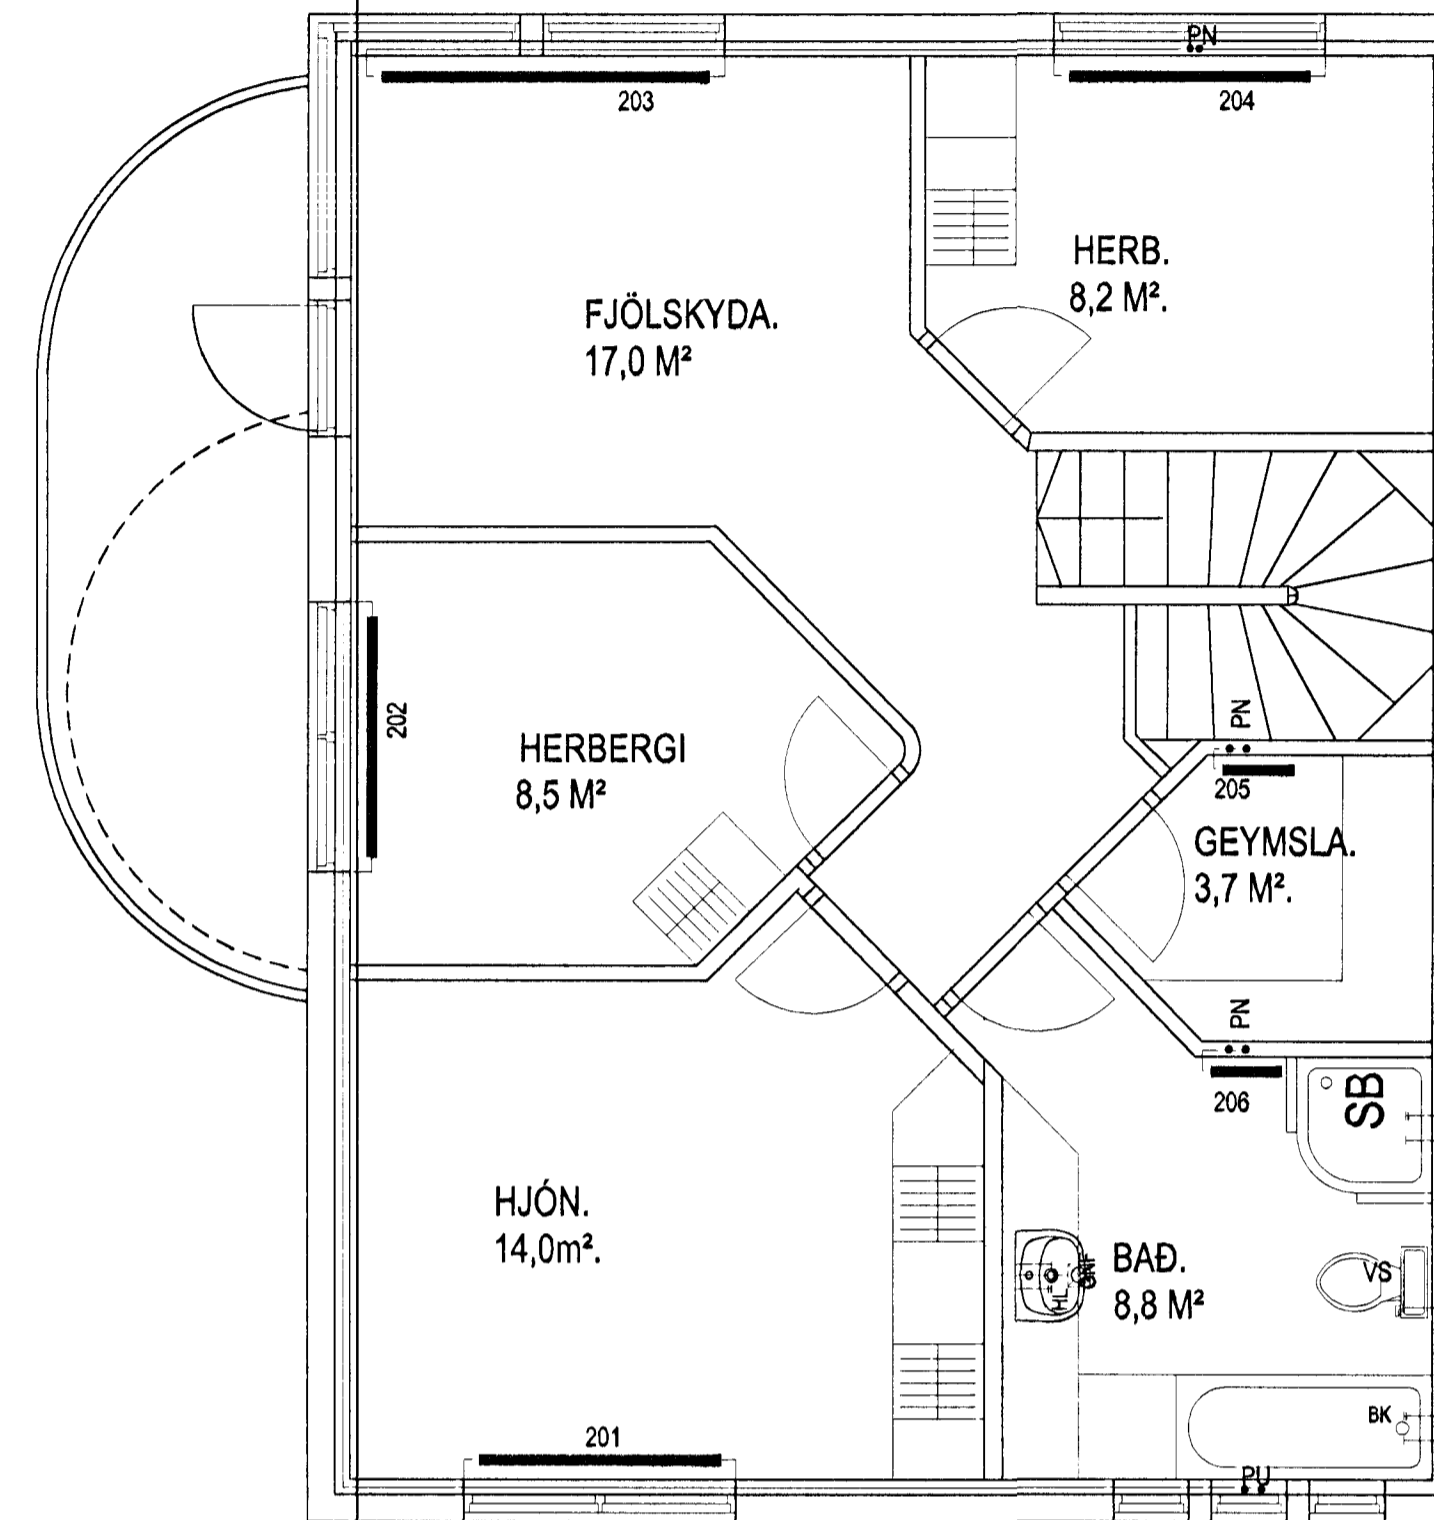 PN
203
204
HERB.
8,2 M².
FJÖLSKYDA.
17,0 M²
202
PN
HERBERGI
8,5 M²
205
GEYMSLA.
3,7 M².
PN
206
SB
HJÓN.
14,0m².
HL
BAÐ.
8,8 M²
VS
BK
201
PU